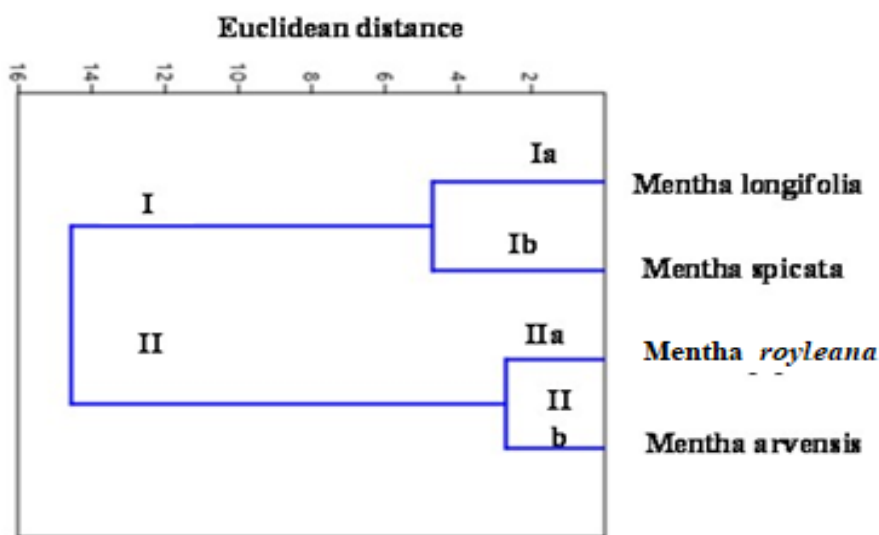 Euclidean distance
16 14 12 10 8 6 4 2
Ia
Mentha longifolia
I
Ib
Mentha spicata
IIa
II
Mentha royleana
II
b
Mentha arvensis